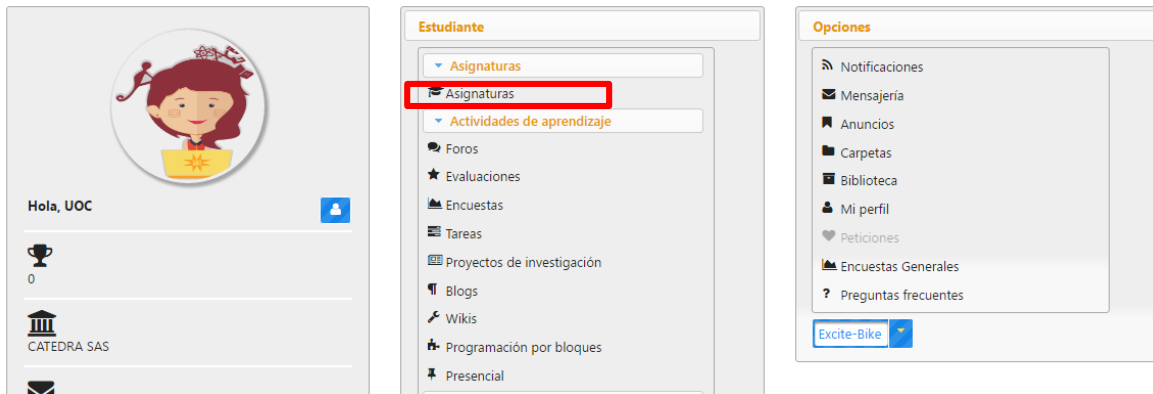 Hola, UOC
0
CATEDRA SAS
Estudiante
Asignaturas
Asignaturas
Actividades de aprendizaje
Foros
Evaluaciones
Encuestas
Tareas
Proyectos de investigación
Blogs
Wikis
Programación por bloques
Presencial
Opciones
Notificaciones
Mensajería
Anuncios
Carpetas
Biblioteca
Mi perfil
Peticiones
Encuestas Generales
? Preguntas frecuentes
Excite-Bike